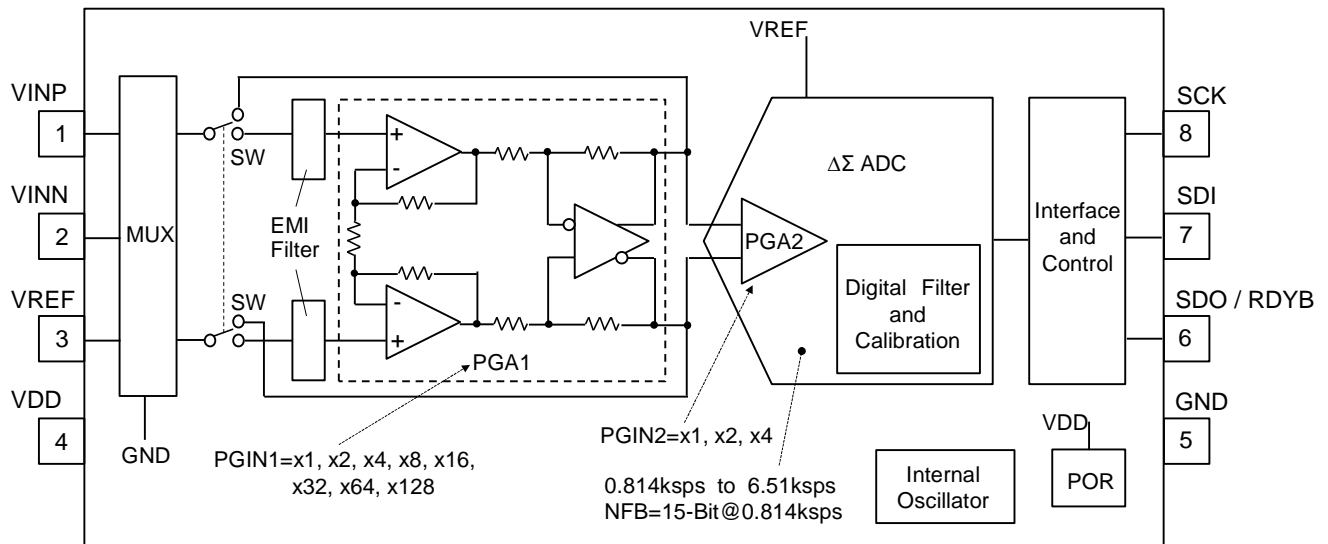 VREF
VINP
1
VINN
2
VREF
3
VDD
4
MUX
GND
SW
SW
EMI
Filter
+
-
-
+
PGA1
PGIN1=x1, x2, x4, x8, x16,
x32, x64, x128
ΔΣ ADC
PGA2
Digital Filter
and
Calibration
PGIN2=x1, x2, x4
0.814ksps to 6.51ksps
NFB=15-Bit@0.814ksps
Internal
Oscillator
VDD
POR
Interface
and
Control
SCK
8
SDI
7
SDO / RDYB
6
GND
5